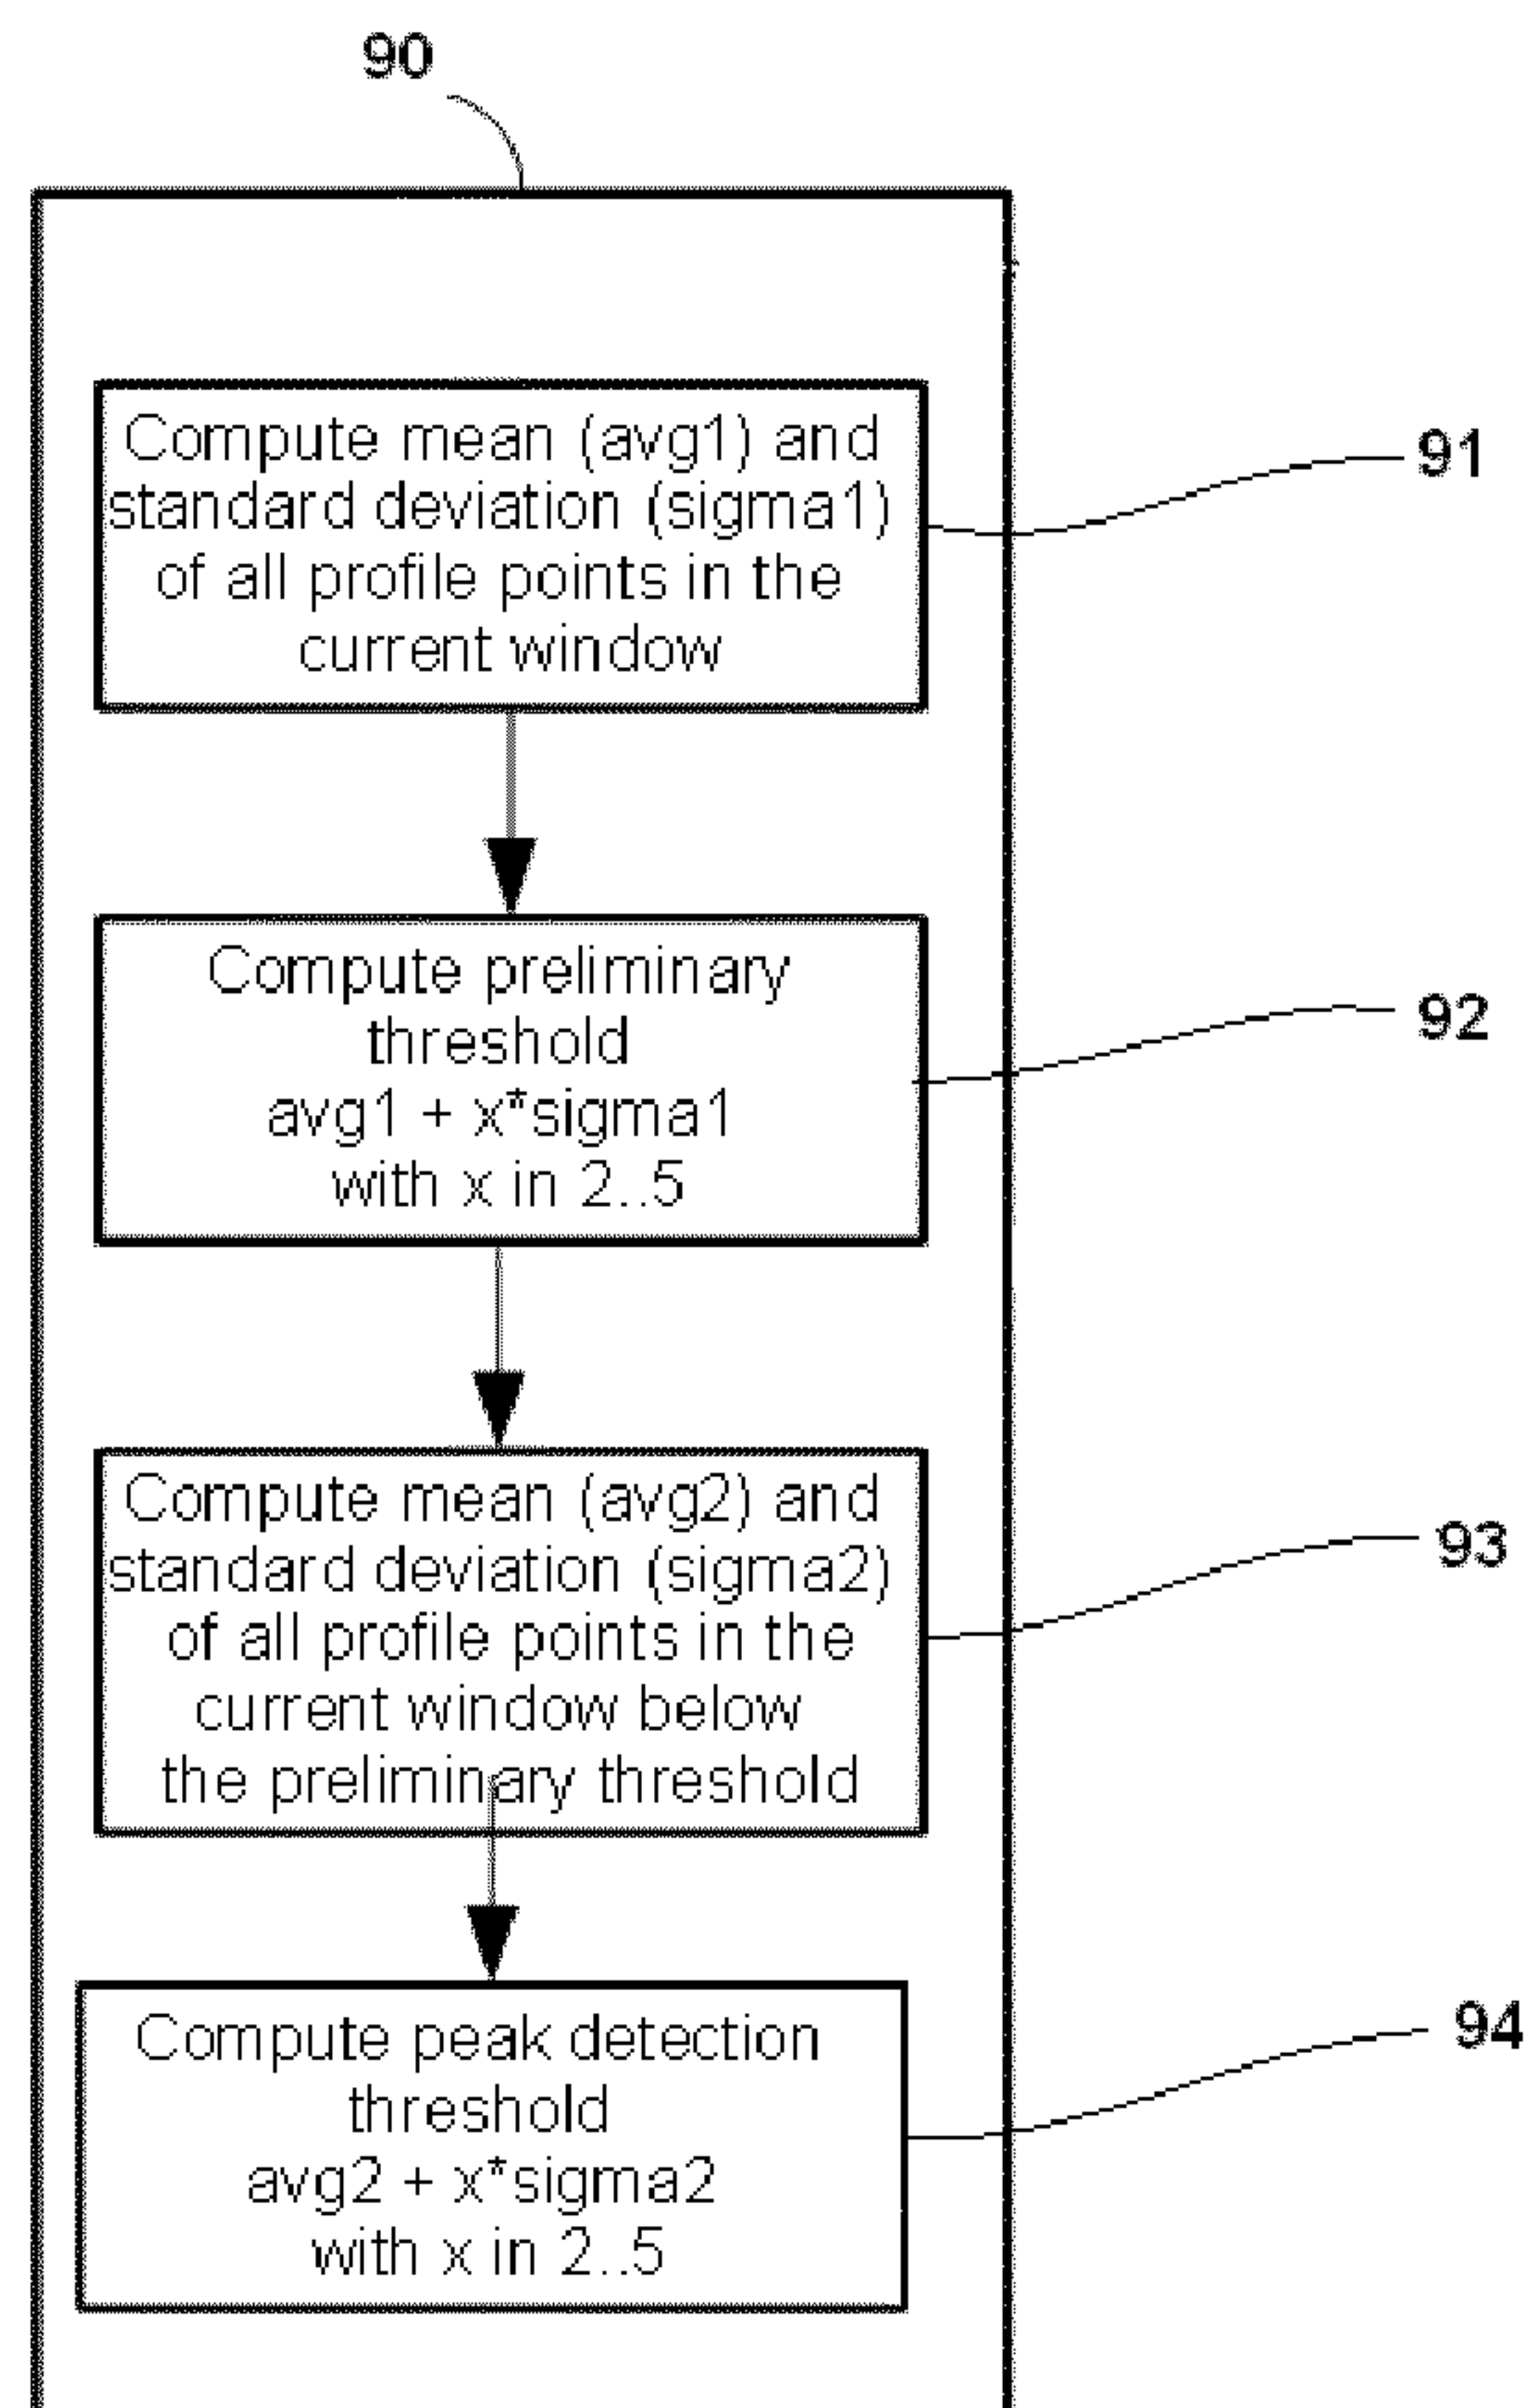 90
Compute mean (avg1) and
standard deviation (sigma1)
of all profile points in the
current window
91
Compute preliminary
threshold
avg1 + x*sigma1
with x in 2..5
92
Compute mean (avg2) and
standard deviation (sigma2)
of all profile points in the
current window below
the preliminary threshold
93
Compute peak detection
threshold
avg2 + x*sigma2
with x in 2..5
94